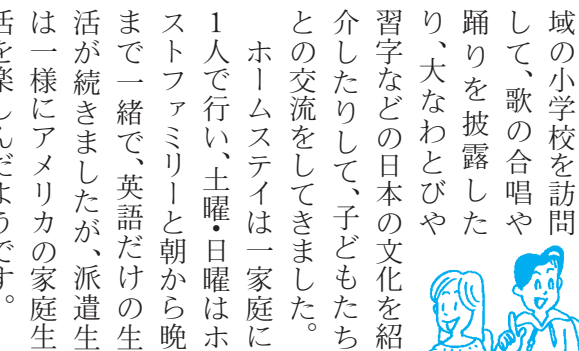 域の小学校を訪問
して、歌の合唱や
踊りを披露した
り、大なわとびや
習字などの日本の文化を紹
介したりして、子どもたち
との交流をしてきました。
ホームステイは一家庭に
1人で行い、土曜・日曜はホ
ストファミリーと朝から晩
まで一緒で、英語だけの生
活が続きましたが、派遣生
は一様にアメリカの家庭生
活を楽しんだようです。